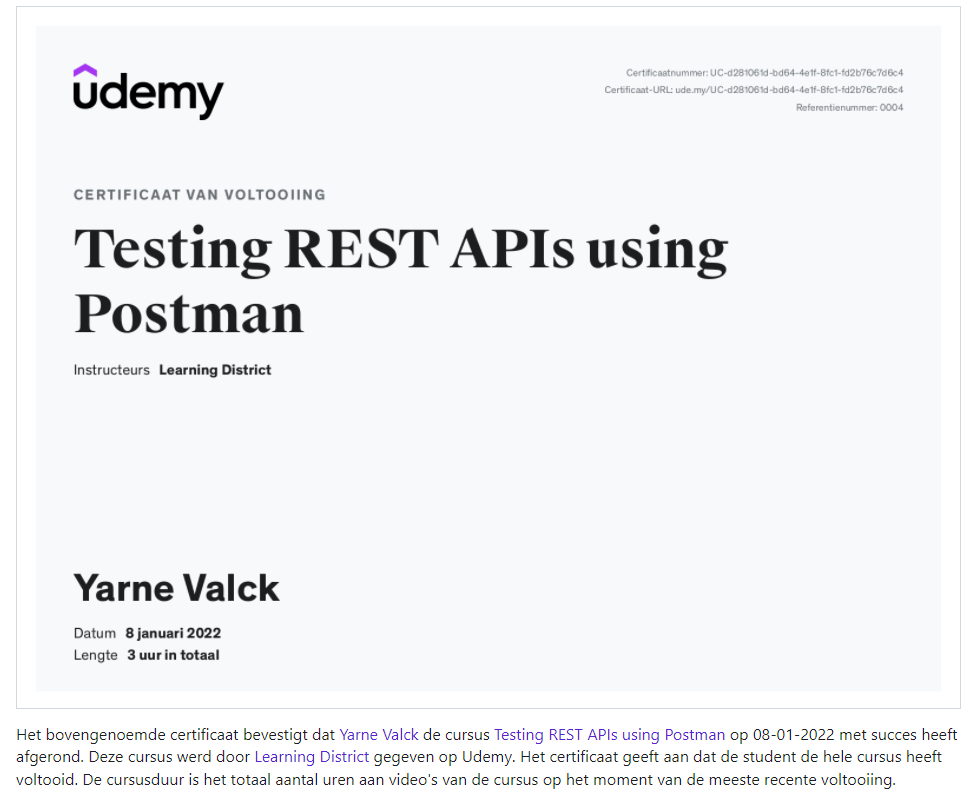 udemy
Certificaatnummer: UC-d281061d-bd64-4e1f-8fc1-fd2b76c7d6c4
Certificaat-URL: ude.my/UC-d281061d-bd64-4e1f-8fc1-fd2b76c7d6c4
Referentienummer: 0004
CERTIFICAAT VAN VOLTOOIING
Testing REST APIs using
Postman
Instructeurs Learning District
Yarne Valck
Datum 8 januari 2022
Lengte 3 uur in totaal
Het bovengenoemde certificaat bevestigt dat Yarne Valck de cursus Testing REST APIs using Postman op 08-01-2022 met succes heeft
afgerond. Deze cursus werd door Learning District gegeven op Udemy. Het certificaat geeft aan dat de student de hele cursus heeft
voltooid. De cursusduur is het totaal aantal uren aan video's van de cursus op het moment van de meeste recente voltooiing.